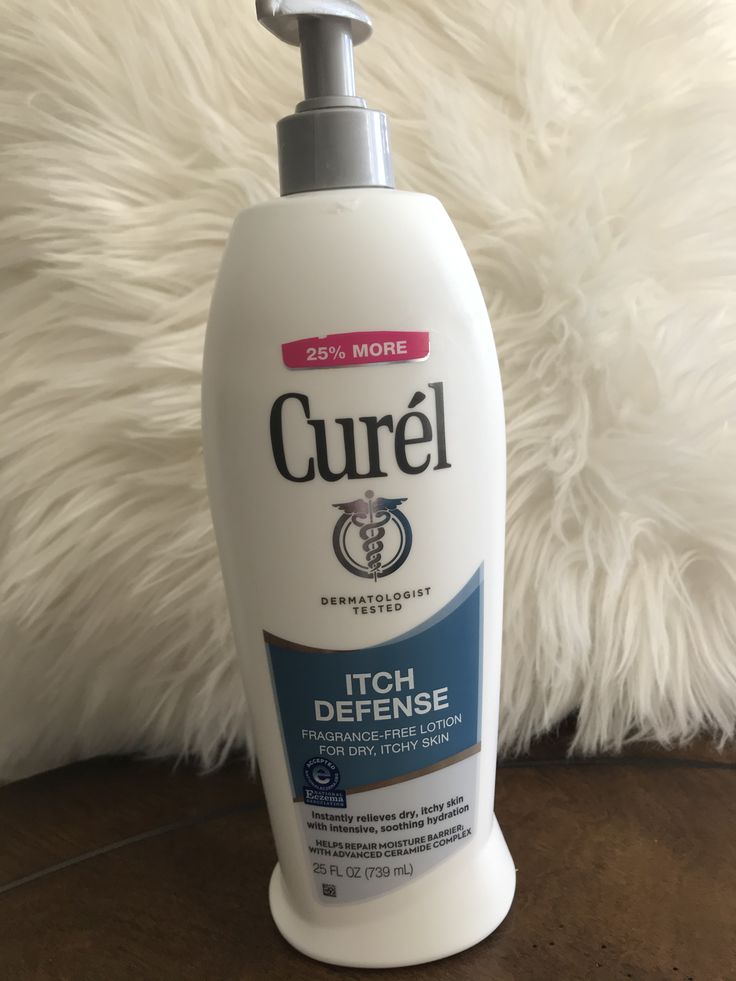 25% MORE
Curél
DERMATOLOGIST
TESTED
ITCH
DEFENSE
FRAGRANCE-FREE LOTION
FOR DRY, ITCHY SKIN
ACCEPTED
e
NATIONAL
Eczema
ASSOCIATION
Instantly relieves dry, itchy skin
with intensive, soothing hydration
HELPS REPAIR MOISTURE BARRIER;
WITH ADVANCED CERAMIDE COMPLEX
25 FL OZ (739 mL)